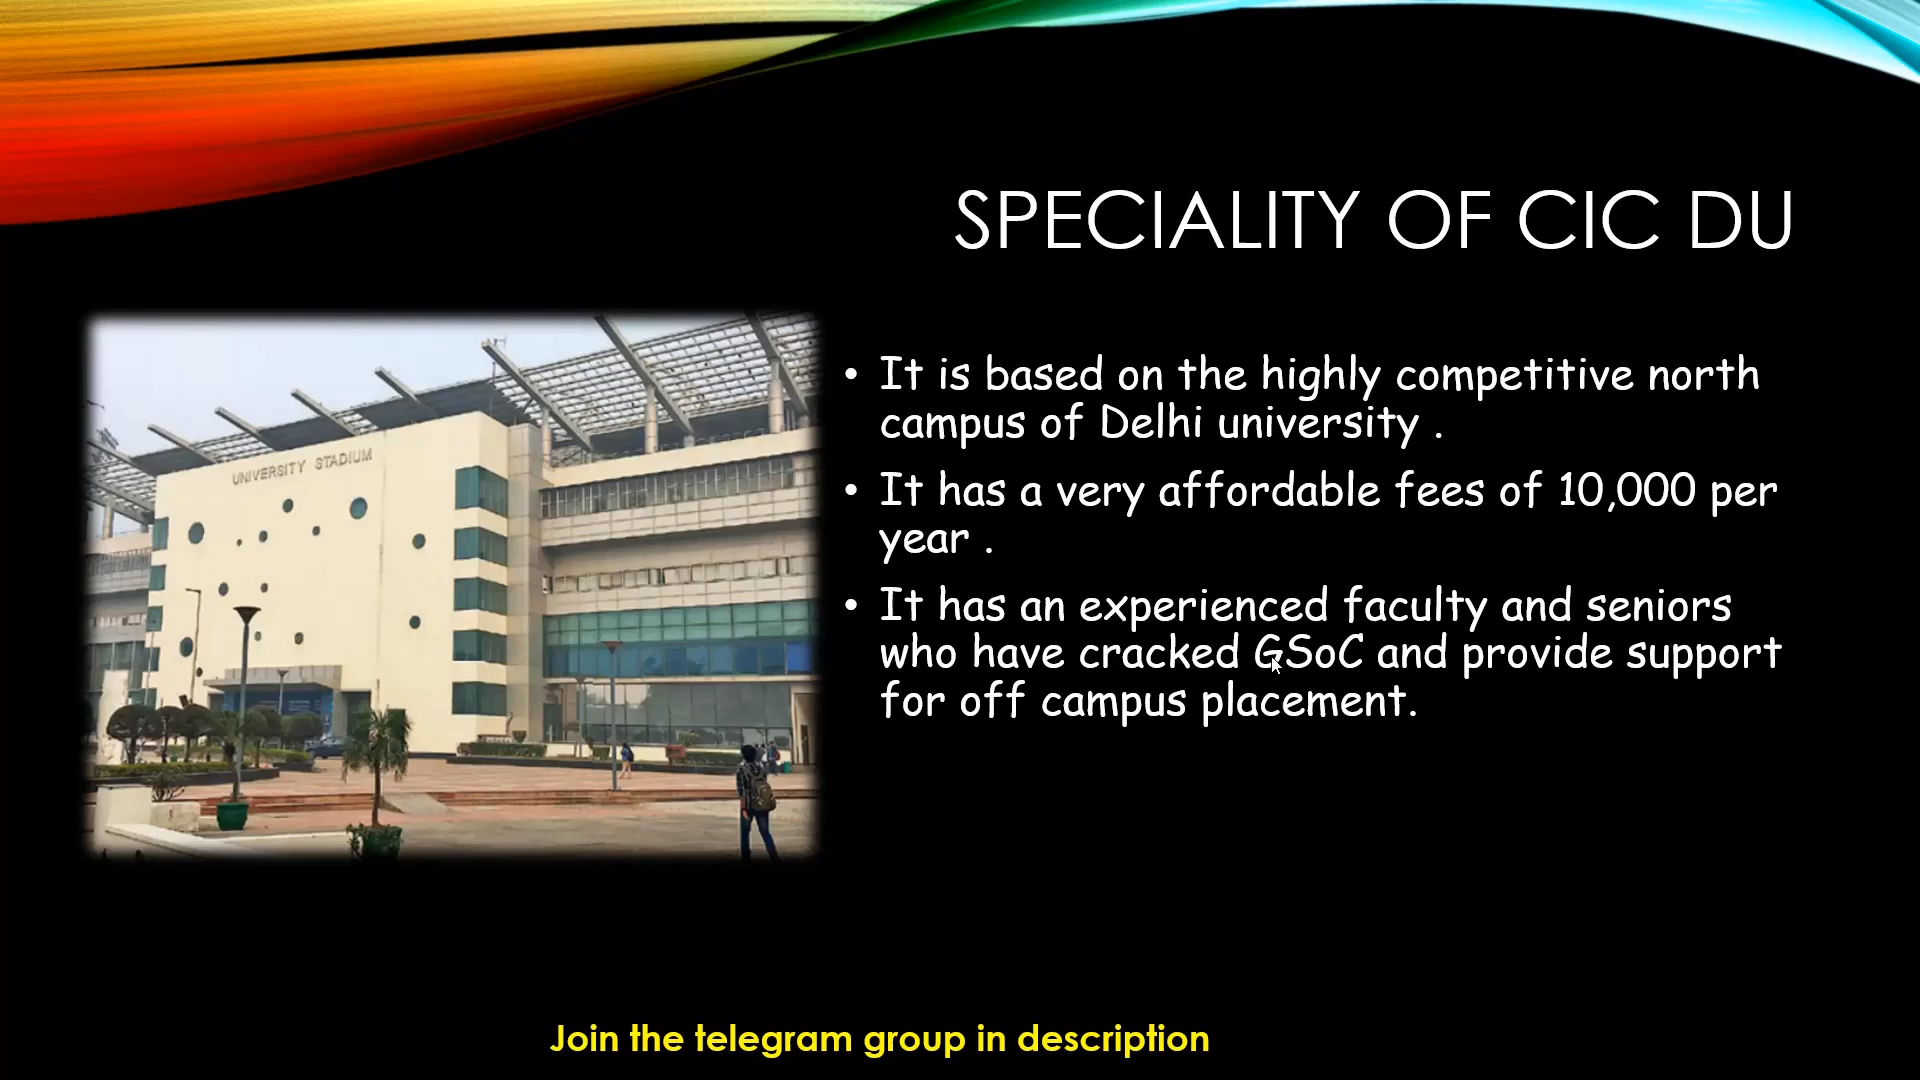 SPECIALITY OF CIC DU
UNIVERSITY STADIUM
• It is based on the highly competitive north
campus of Delhi university .
• It has a very affordable fees of 10,000 per
year .
• It has an experienced faculty and seniors
who have cracked GSoC and provide support
for off campus placement.
Join the telegram group in description